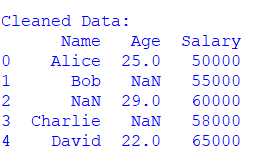 Cleaned Data:
Name Age Salary
0 Alice 25.0 50000
1 Bob NaN 55000
2 NaN 29.0 60000
3 Charlie NaN 58000
4 David 22.0 65000